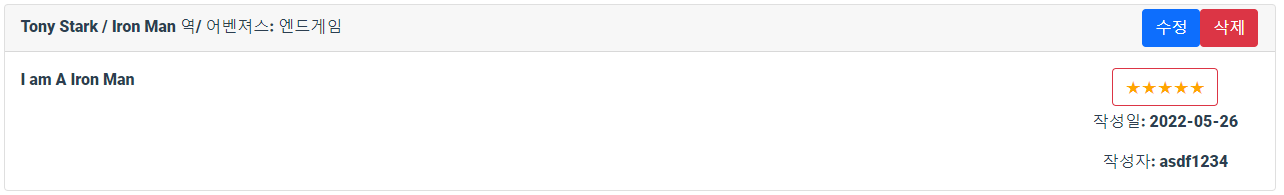 Tony Stark / Iron Man 역/ 어벤져스: 엔드게임
수정 삭제
I am A Iron Man
★★★★★
작성일: 2022-05-26
작성자: asdf1234